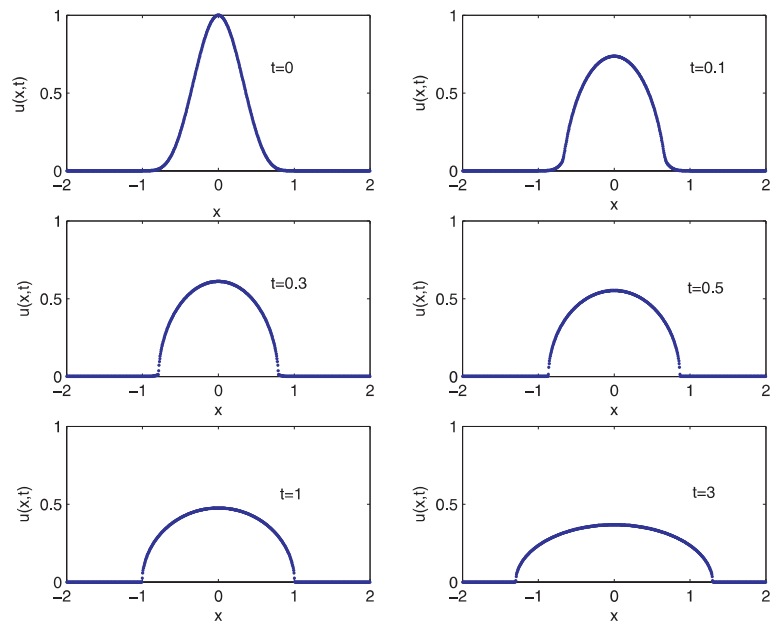 1
u(x,t)
0.5
0
t=0
−2 −1 0 1 2
x
1
u(x,t)
0.5
0
t=0.1
−2 −1 0 1 2
x
1
u(x,t)
0.5
0
t=0.3
−2 −1 0 1 2
x
1
u(x,t)
0.5
0
t=0.5
−2 −1 0 1 2
x
1
u(x,t)
0.5
0
t=1
−2 −1 0 1 2
x
1
u(x,t)
0.5
0
t=3
−2 −1 0 1 2
x